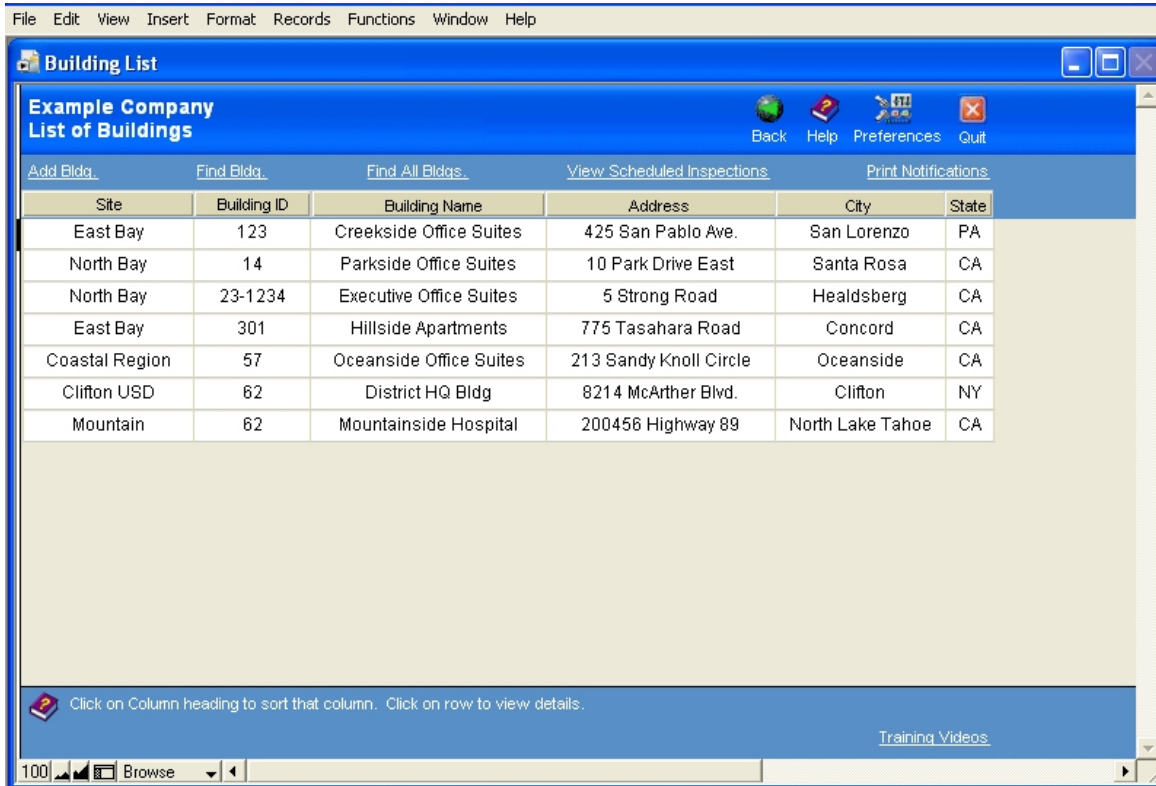 File Edit View Insert Format Records Functions Window Help
Building List
Example Company
List of Buildings
Back Help Preferences Quit
Add Bldg. Find Bldg. Find All Bldgs. View Scheduled Inspections Print Notifications
Site Building ID Building Name Address City State
East Bay 123 Creekside Office Suites 425 San Pablo Ave. San Lorenzo PA
North Bay 14 Parkside Office Suites 10 Park Drive East Santa Rosa CA
North Bay 23-1234 Executive Office Suites 5 Strong Road Healdsberg CA
East Bay 301 Hillside Apartments 775 Tasahara Road Concord CA
Coastal Region 57 Oceanside Office Suites 213 Sandy Knoll Circle Oceanside CA
Clifton USD 62 District HQ Bldg 8214 McArther Blvd. Clifton NY
Mountain 62 Mountainside Hospital 200456 Highway 89 North Lake Tahoe CA
Click on Column heading to sort that column. Click on row to view details.
Training Videos
100 Browse